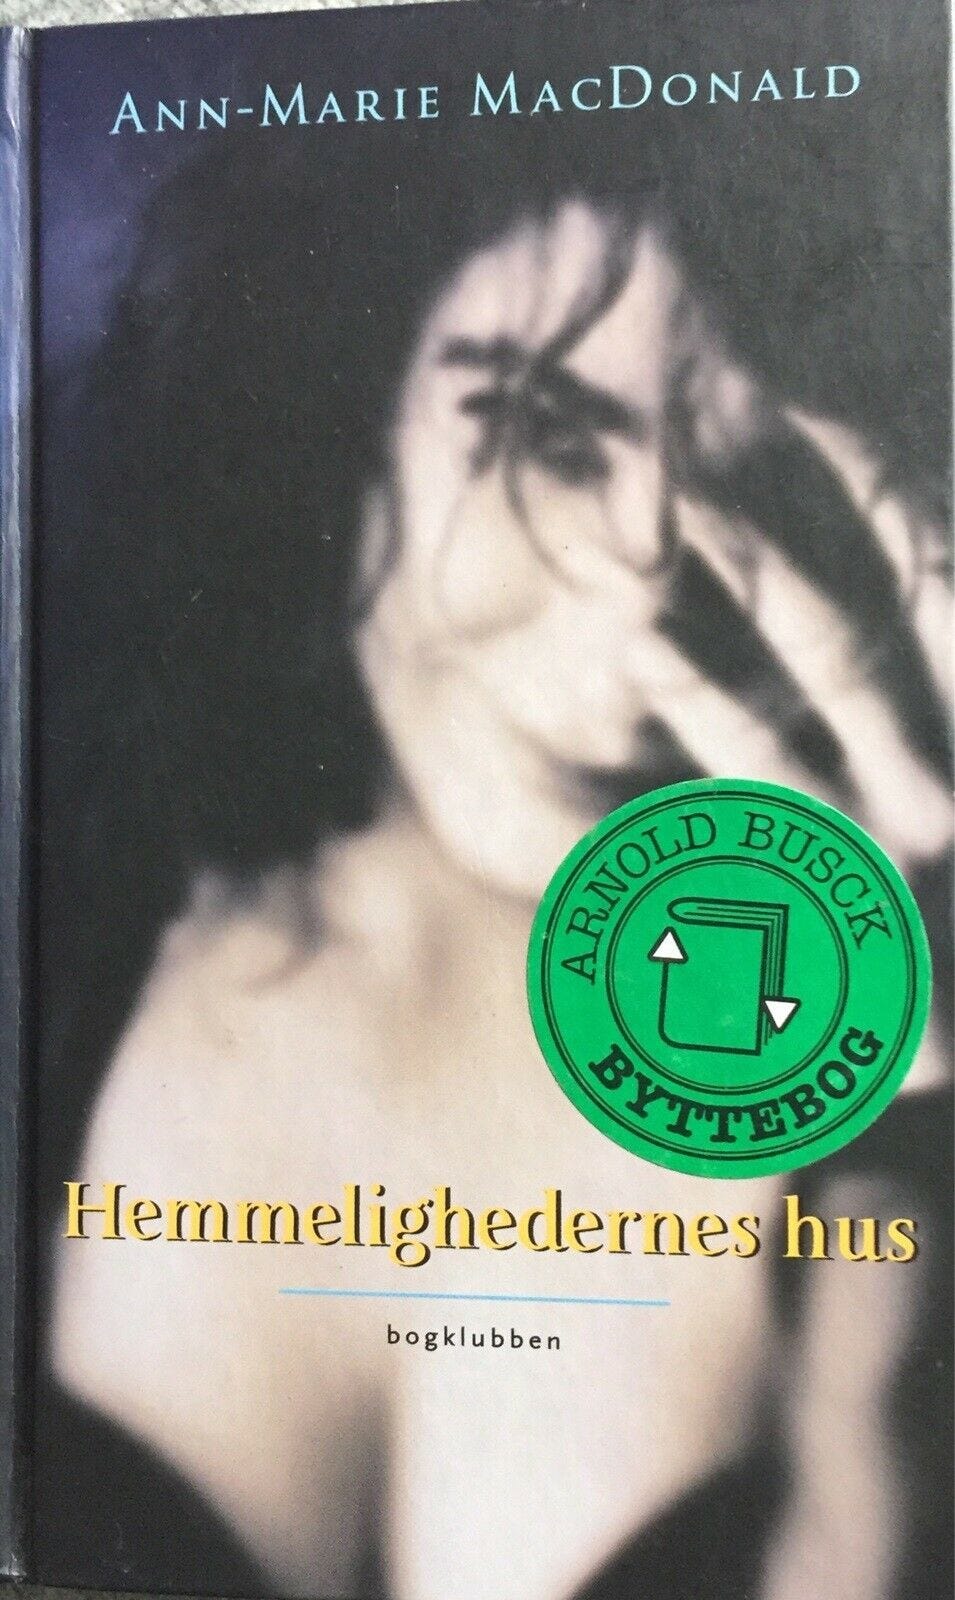 ANN-MARIE MACDONALD
ARNOLD BUSCK
BYTTEBOG
Hemmelighedernes hus
bogklubben